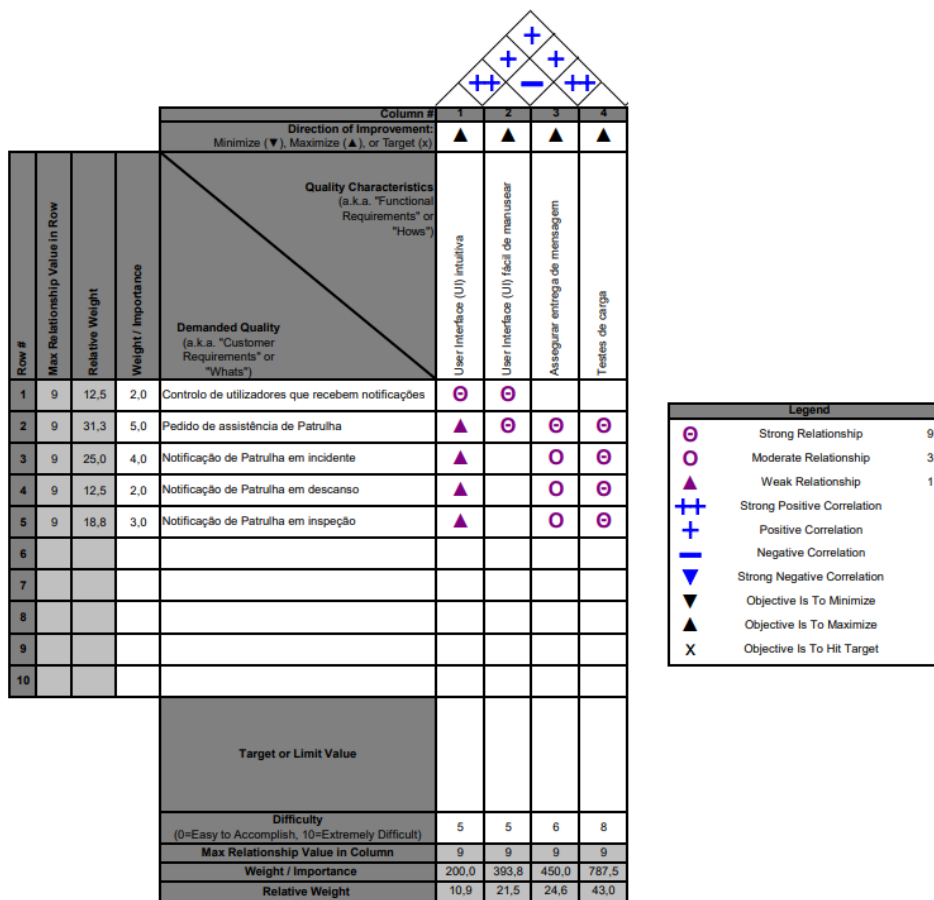 Column # 1 2 3 4
Direction of Improvement:
Minimize (▼), Maximize (▲), or Target (x) ▲ ▲ ▲ ▲
Row #
Max Relationship Value in Row
Relative Weight
Weight / Importance
Quality Characteristics
(a.k.a. "Functional
Requirements" or
"Hows")
Demanded Quality
(a.k.a. "Customer
Requirements" or
"Whats")
User Interface (UI) intuitiva
User Interface (UI) fácil de manusear
Assegurar entrega de mensagem
Testes de carga
1 9 12,5 2,0 Controlo de utilizadores que recebem notificações Θ Θ
2 9 31,3 5,0 Pedido de assistência de Patrulha ▲ Θ Θ Θ
3 9 25,0 4,0 Notificação de Patrulha em incidente ▲ Ο Θ
4 9 12,5 2,0 Notificação de Patrulha em descanso ▲ Ο Θ
5 9 18,8 3,0 Notificação de Patrulha em inspeção ▲ Ο Θ
6
7
8
9
10
Target or Limit Value
Difficulty
(0=Easy to Accomplish, 10=Extremely Difficult) 5 5 6 8
Max Relationship Value in Column 9 9 9 9
Weight / Importance 200,0 393,8 450,0 787,5
Relative Weight 10,9 21,5 24,6 43,0
Legend
Θ Strong Relationship 9
Ο Moderate Relationship 3
▲ Weak Relationship 1
++ Strong Positive Correlation
+ Positive Correlation
− Negative Correlation
▼ Strong Negative Correlation
▼ Objective Is To Minimize
▲ Objective Is To Maximize
X Objective Is To Hit Target